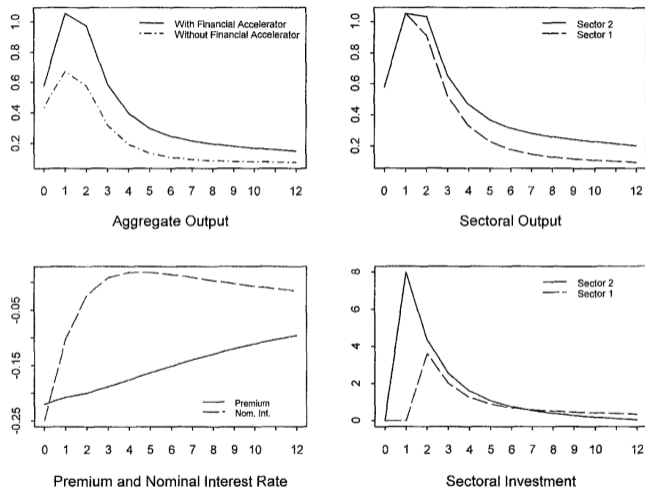 1.0
0.8
0.6
0.4
0.2
With Financial Accelerator
Without Financial Accelerator
0 1 2 3 4 5 6 7 8 9 10 12
Aggregate Output
1.0
0.8
0.6
0.4
0.2
Sector 2
Sector 1
0 1 2 3 4 5 6 7 8 9 10 12
Sectoral Output
-0.05
-0.15
-0.25
Premium
Nom. Int.
0 1 2 3 4 5 6 7 8 9 10 12
Premium and Nominal Interest Rate
8
6
4
2
0
Sector 2
Sector 1
0 1 2 3 4 5 6 7 8 9 10 12
Sectoral Investment